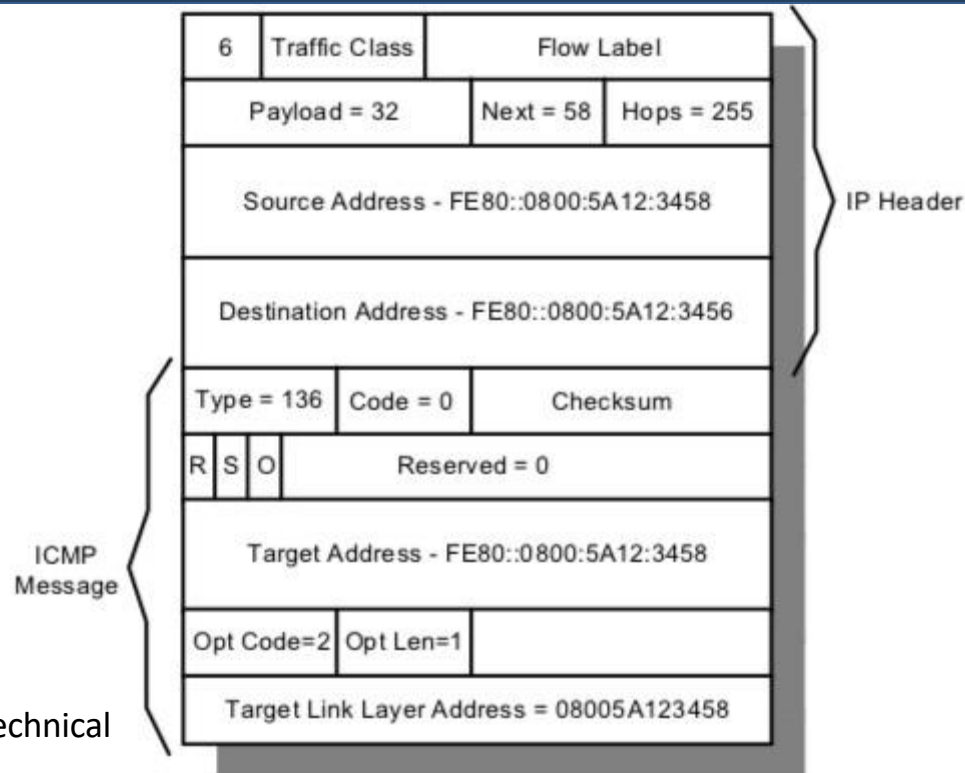 6 Traffic Class Flow Label
Payload = 32 Next = 58 Hops = 255
Source Address - FE80::0800:5A12:3458
IP Header
Destination Address - FE80::0800:5A12:3456
Type = 136 Code = 0 Checksum
R S O Reserved = 0
ICMP
Message
Target Address - FE80::0800:5A12:3458
Opt Code=2 Opt Len=1
Target Link Layer Address = 08005A123458
echnical